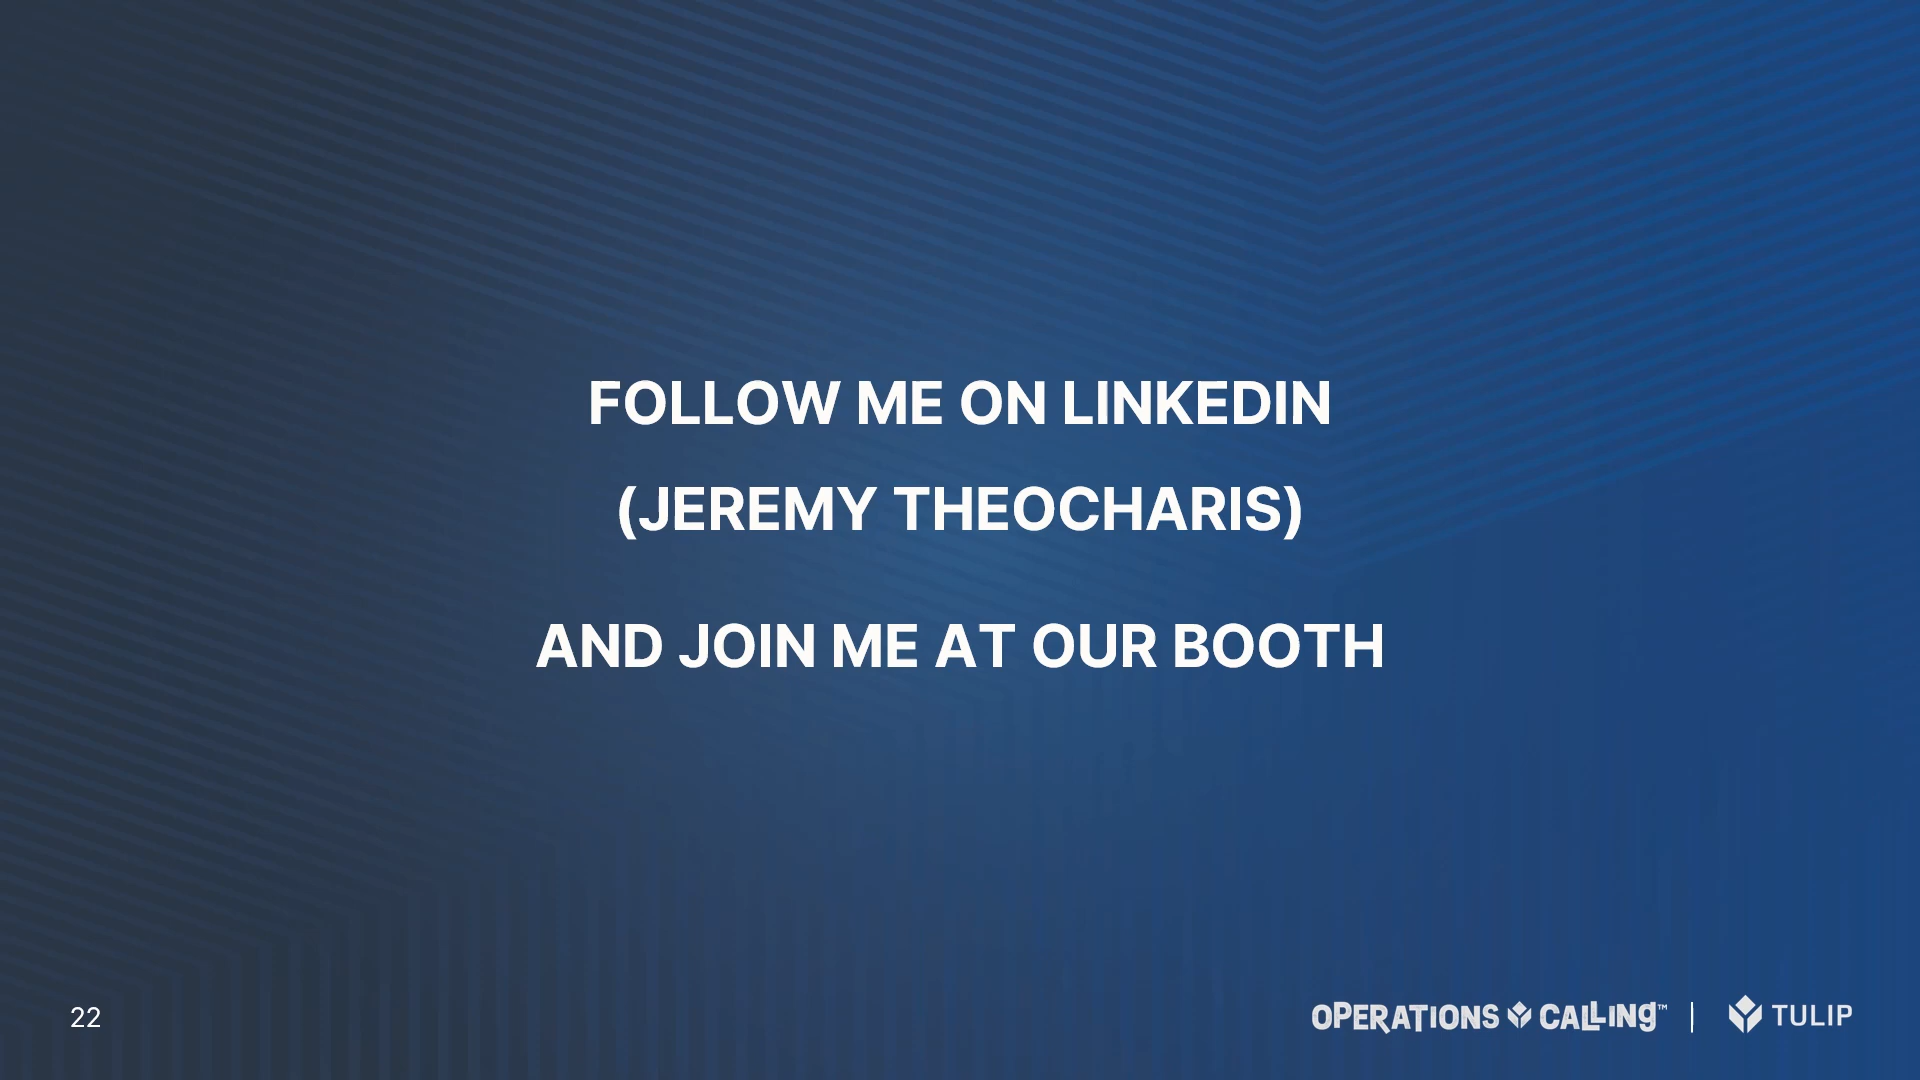 FOLLOW ME ON LINKEDIN
(JEREMY THEOCHARIS)
AND JOIN ME AT OUR BOOTH
22
OPERATIONS CALLING™ | TULIP